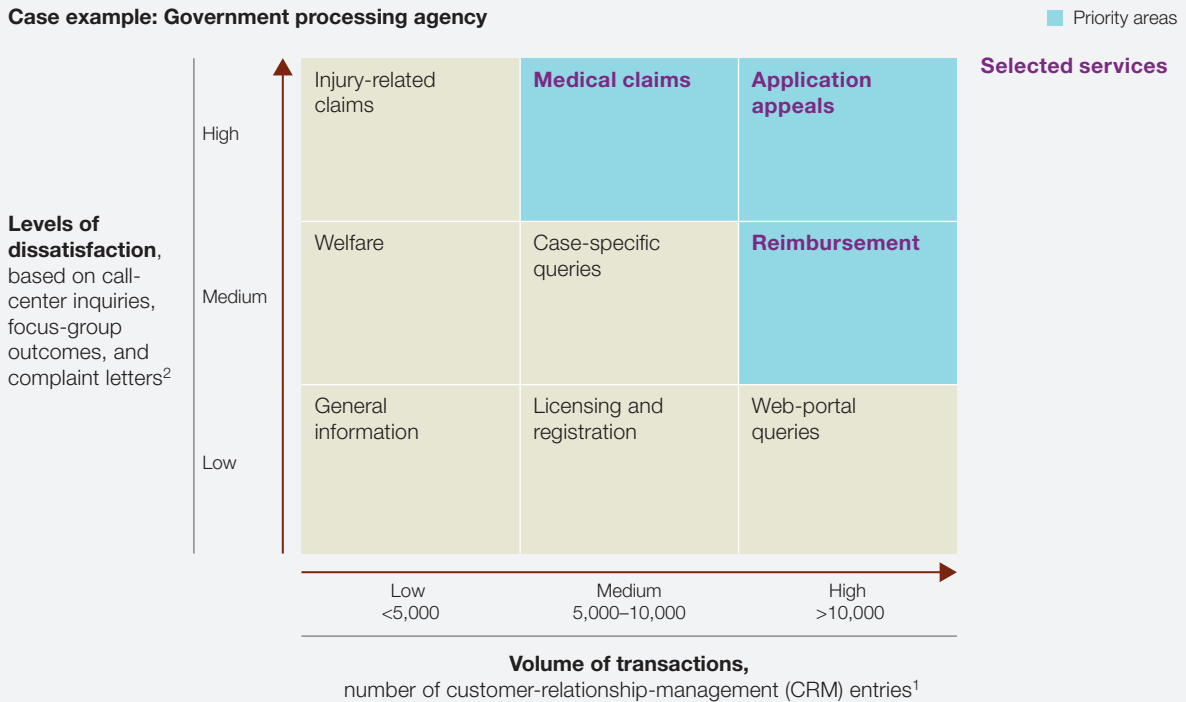 Case example: Government processing agency
Priority areas
Selected services
Levels of
dissatisfaction,
based on call-
center inquiries,
focus-group
outcomes, and
complaint letters²
High
Injury-related
claims
Medical claims
Application
appeals
Medium
Welfare
Case-specific
queries
Reimbursement
Low
General
information
Licensing and
registration
Web-portal
queries
Low
<5,000
Medium
5,000–10,000
High
>10,000
Volume of transactions,
number of customer-relationship-management (CRM) entries¹